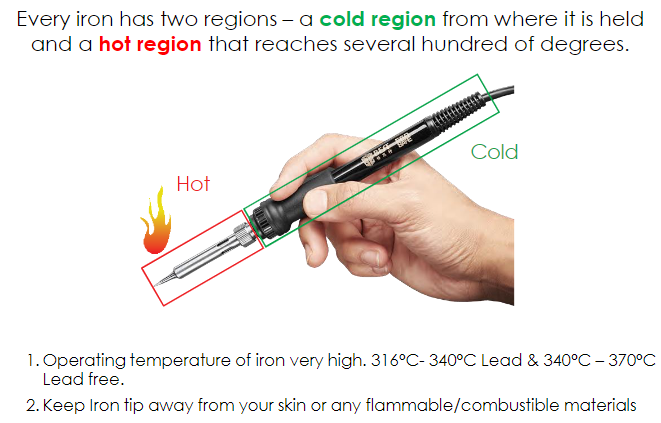 Every iron has two regions – a cold region from where it is held
and a hot region that reaches several hundred of degrees.
Cold
Hot
1. Operating temperature of iron very high. 316ºC- 340ºC Lead & 340ºC – 370ºC
Lead free.
2. Keep Iron tip away from your skin or any flammable/combustible materials